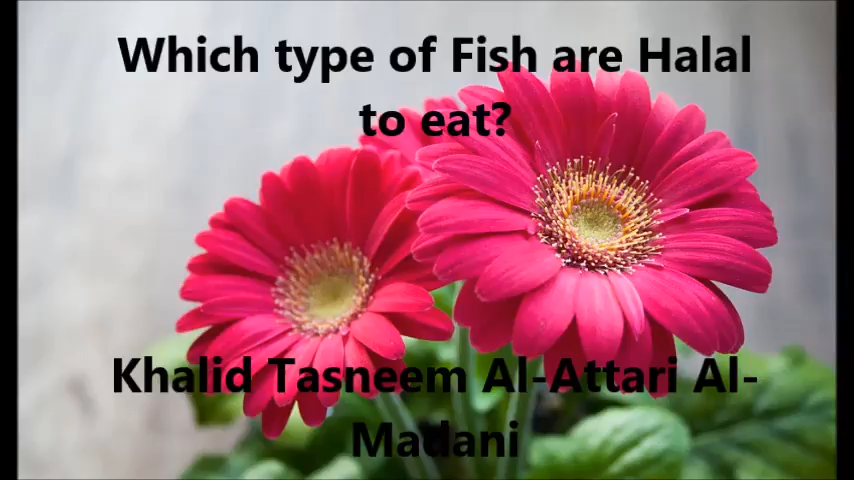 Which type of Fish are Halal
to eat?
Khalid Tasneem Al-Attari Al-
Madani